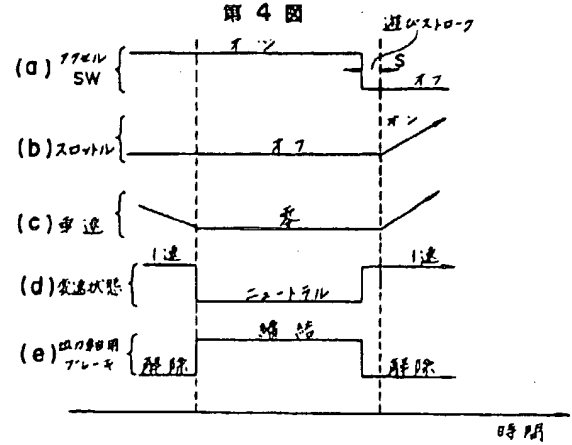 第4図
遊びストローク
(a) アクセル SW
オン
S
オフ
(b) スロットル
オフ
オン
(c) 車速
零
(d) 変速状態
1速
ニュートラル
1速
(e) 出力軸用ブレーキ
解除
締結
解除
時間